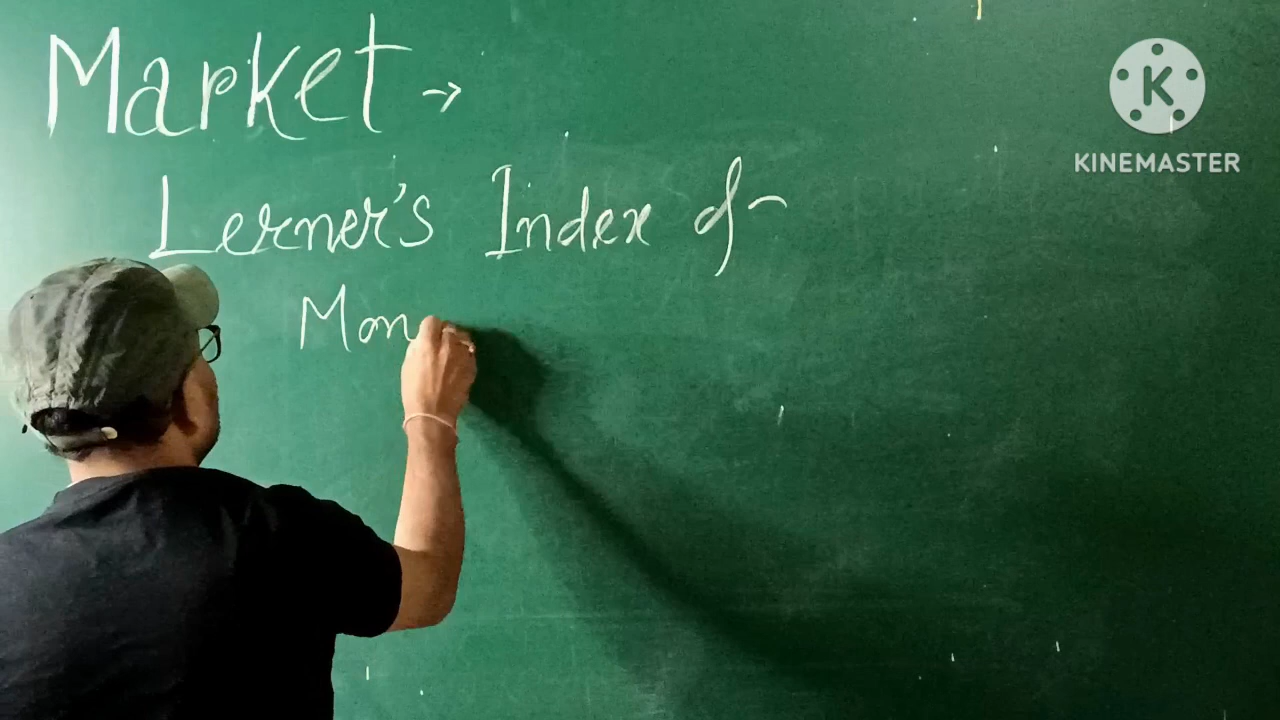 Market →
Lerner's Index of -
Mon
K
KINEMASTER